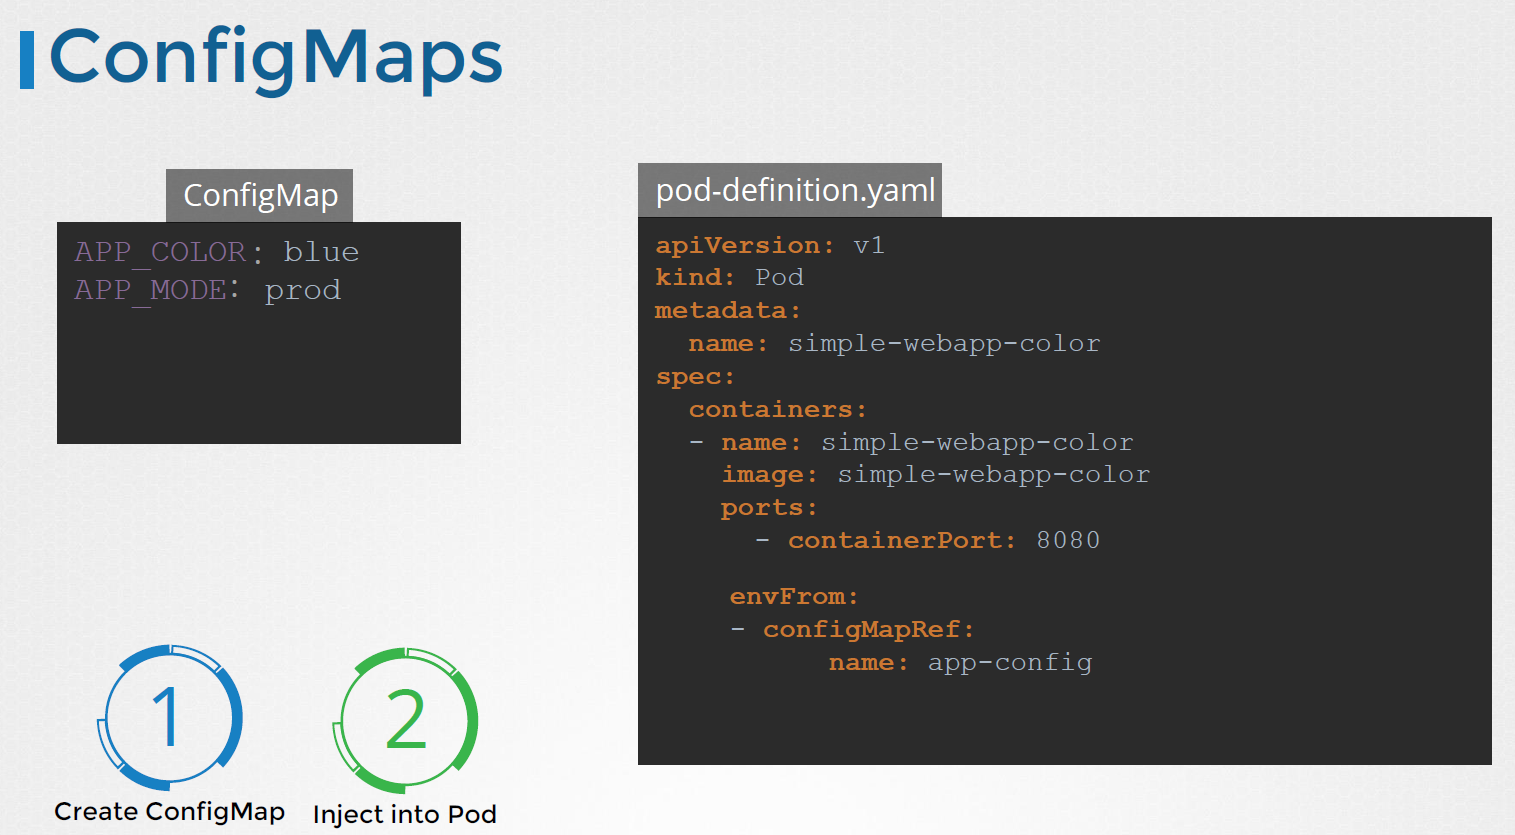 ConfigMaps
ConfigMap
APP_COLOR: blue
APP_MODE: prod
pod-definition.yaml
apiVersion: v1
kind: Pod
metadata:
  name: simple-webapp-color
spec:
  containers:
  - name: simple-webapp-color
    image: simple-webapp-color
    ports:
      - containerPort: 8080
    envFrom:
    - configMapRef:
          name: app-config
1
Create ConfigMap
2
Inject into Pod